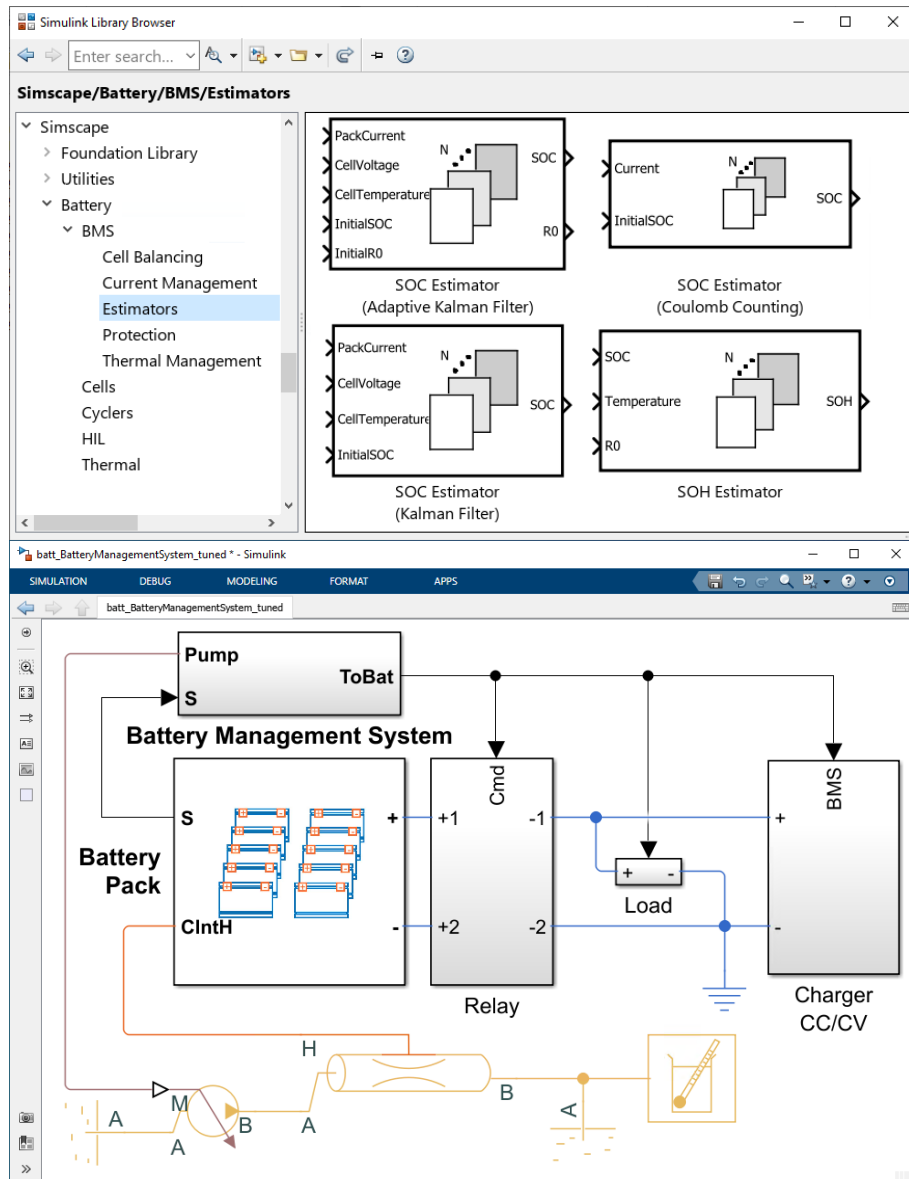 Simulink Library Browser
Enter search...
Simscape/Battery/BMS/Estimators
Simscape
Foundation Library
Utilities
Battery
BMS
Cell Balancing
Current Management
Estimators
Protection
Thermal Management
Cells
Cyclers
HIL
Thermal
PackCurrent
CellVoltage
CellTemperature
InitialSOC
InitialR0
N
SOC
R0
SOC Estimator
(Adaptive Kalman Filter)
Current
InitialSOC
N
SOC
SOC Estimator
(Coulomb Counting)
PackCurrent
CellVoltage
CellTemperature
InitialSOC
N
SOC
SOC Estimator
(Kalman Filter)
SOC
Temperature
R0
N
SOH
SOH Estimator
batt_BatteryManagementSystem_tuned * - Simulink
SIMULATION DEBUG MODELING FORMAT APPS
batt_BatteryManagementSystem_tuned
Pump
S
ToBat
Battery Management System
S
+
-
ClntH
Battery
Pack
Cmd
+1
-1
+2
-2
Relay
+ -
Load
BMS
+
-
Charger
CC/CV
H
A
M
A
B
A
B
A